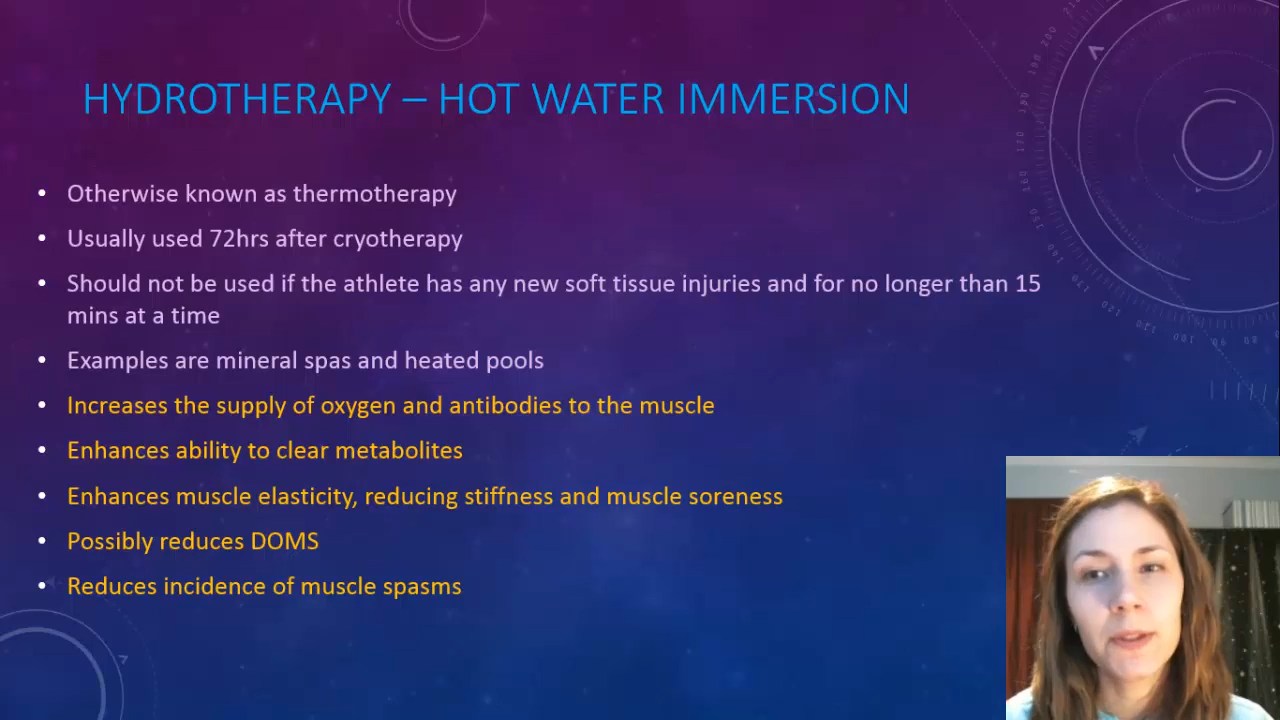 HYDROTHERAPY – HOT WATER IMMERSION
• Otherwise known as thermotherapy
• Usually used 72hrs after cryotherapy
• Should not be used if the athlete has any new soft tissue injuries and for no longer than 15
mins at a time
• Examples are mineral spas and heated pools
• Increases the supply of oxygen and antibodies to the muscle
• Enhances ability to clear metabolites
• Enhances muscle elasticity, reducing stiffness and muscle soreness
• Possibly reduces DOMS
• Reduces incidence of muscle spasms